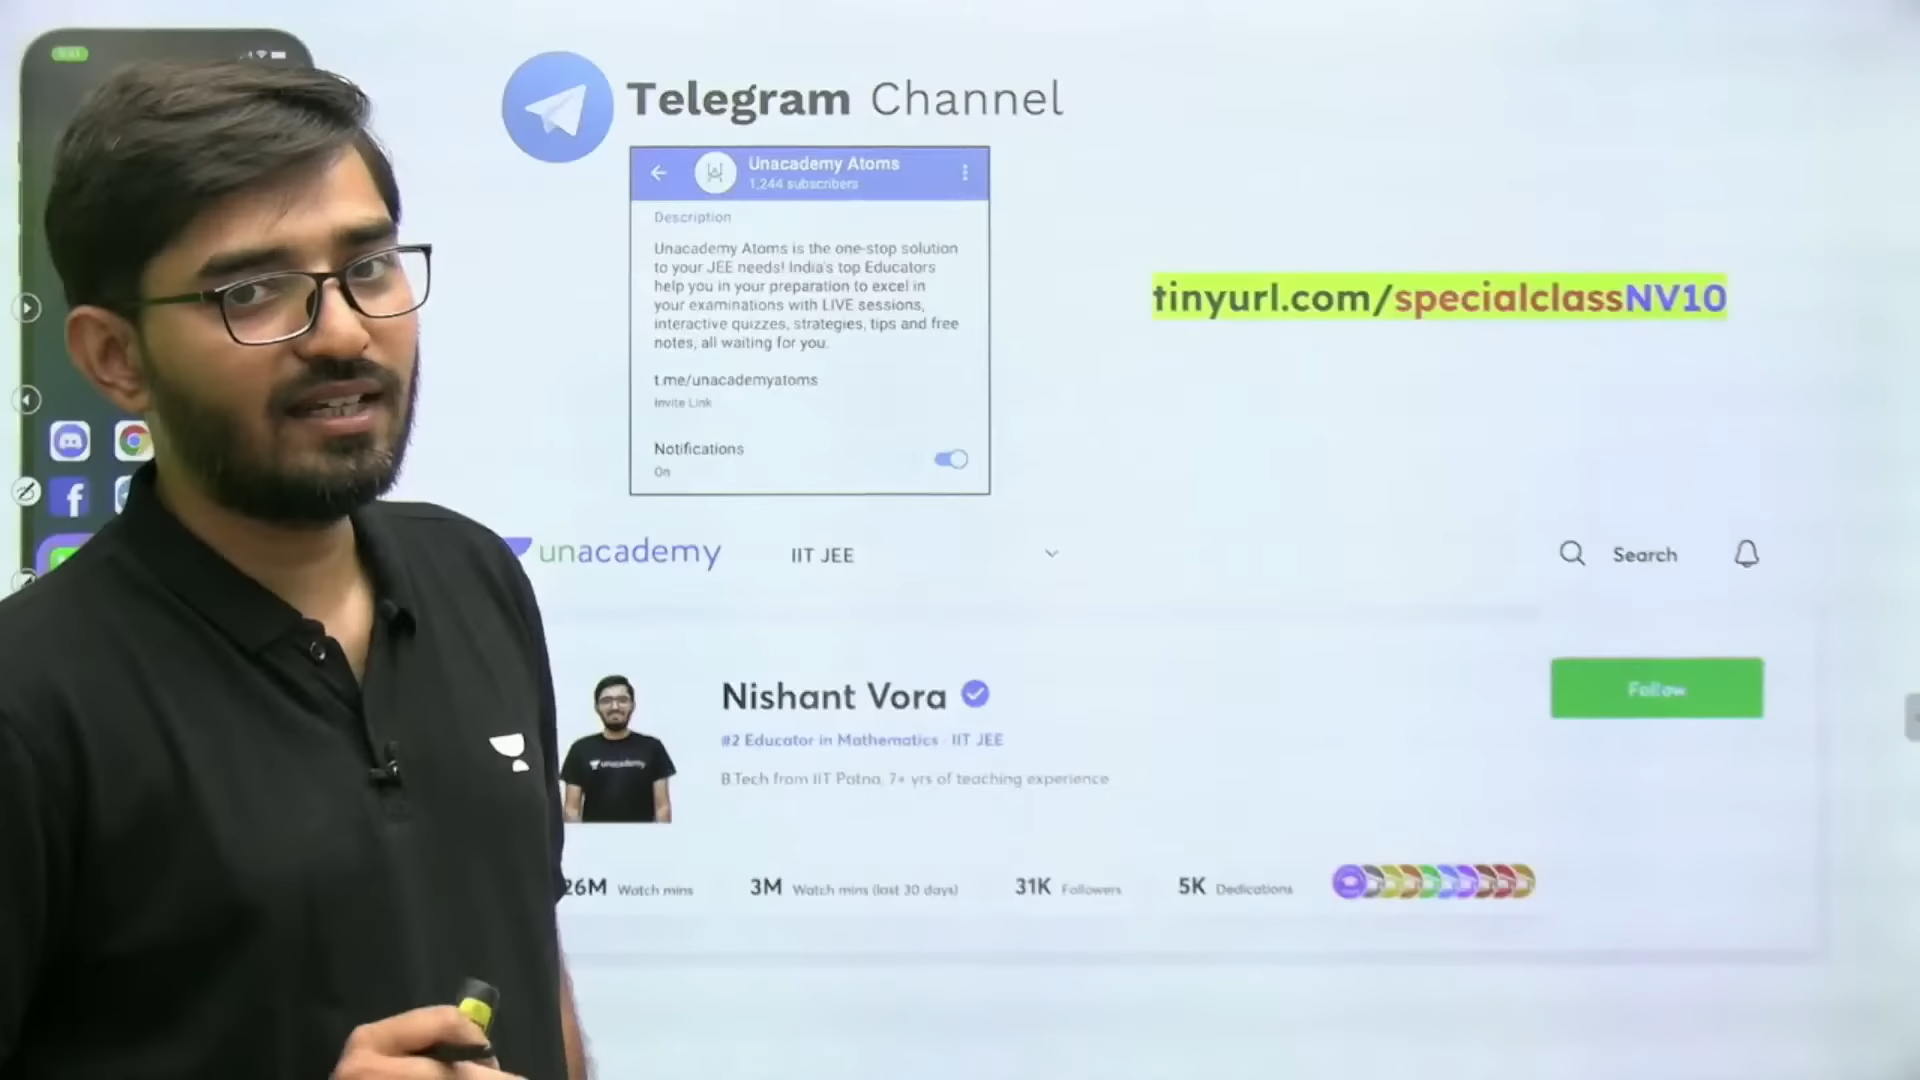 Telegram Channel
Unacademy Atoms
1,244 subscribers
Description
Unacademy Atoms is the one-stop solution
to your JEE needs! India's top Educators
help you in your preparation to excel in
your examinations with LIVE sessions,
interactive quizzes, strategies, tips and free
notes, all waiting for you.
t.me/unacademyatoms
Invite Link
Notifications
On
tinyurl.com/specialclassNV10
unacademy
IIT JEE
Search
Nishant Vora
Follow
#2 Educator in Mathematics - IIT JEE
B.Tech from IIT Patna, 7+ yrs of teaching experience
unacademy
26M Watch mins
3M Watch mins (last 30 days)
31K Followers
5K Dedications